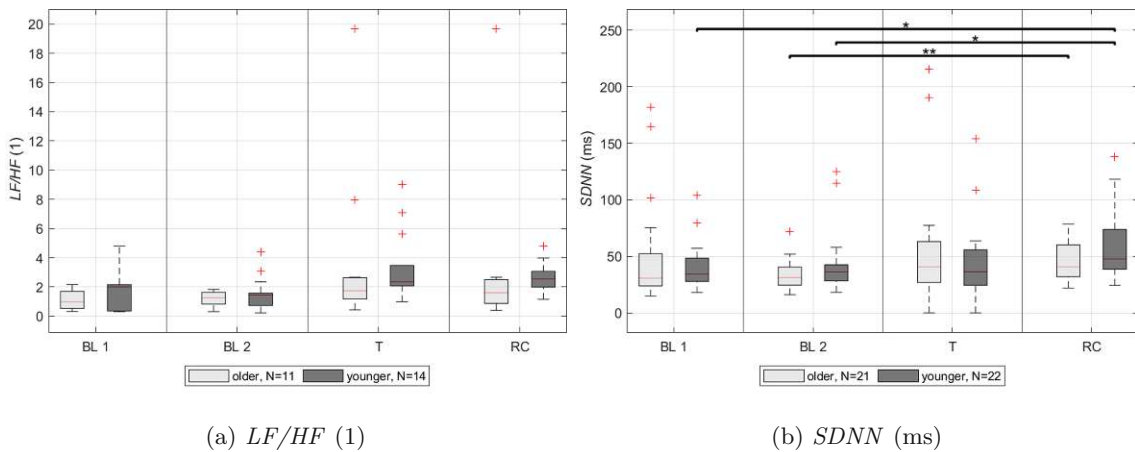 20
18
16
14
12
10
8
6
4
2
0
LF/HF (1)
BL 1 BL 2 T RC
older, N=11 younger, N=14
(a) LF/HF (1)
250
200
150
100
50
0
SDNN (ms)
*
*
**
BL 1 BL 2 T RC
older, N=21 younger, N=22
(b) SDNN (ms)